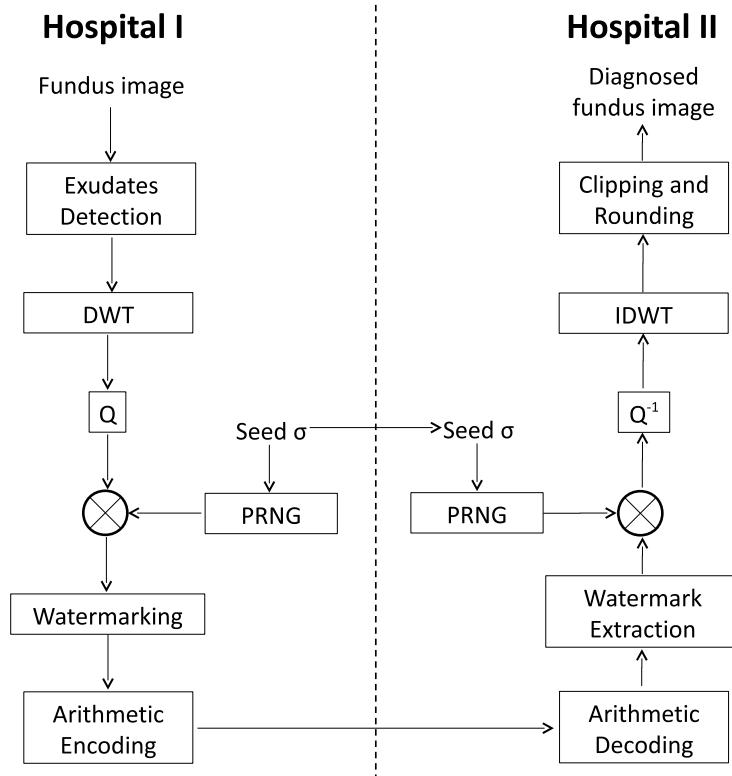 Hospital I
Fundus image
Exudates
Detection
DWT
Q
Seed σ
PRNG
Watermarking
Arithmetic
Encoding
Hospital II
Diagnosed
fundus image
Clipping and
Rounding
IDWT
Q⁻¹
Seed σ
PRNG
Watermark
Extraction
Arithmetic
Decoding